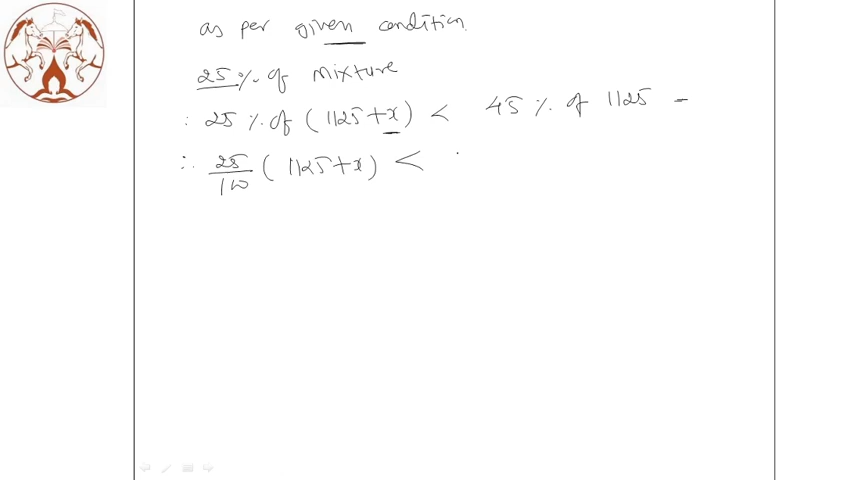 as per given condition.
25 % of mixture
∴ 25 % of (1125+x) < 45 % of 1125 -
∴ 25/100 (1125+x) <